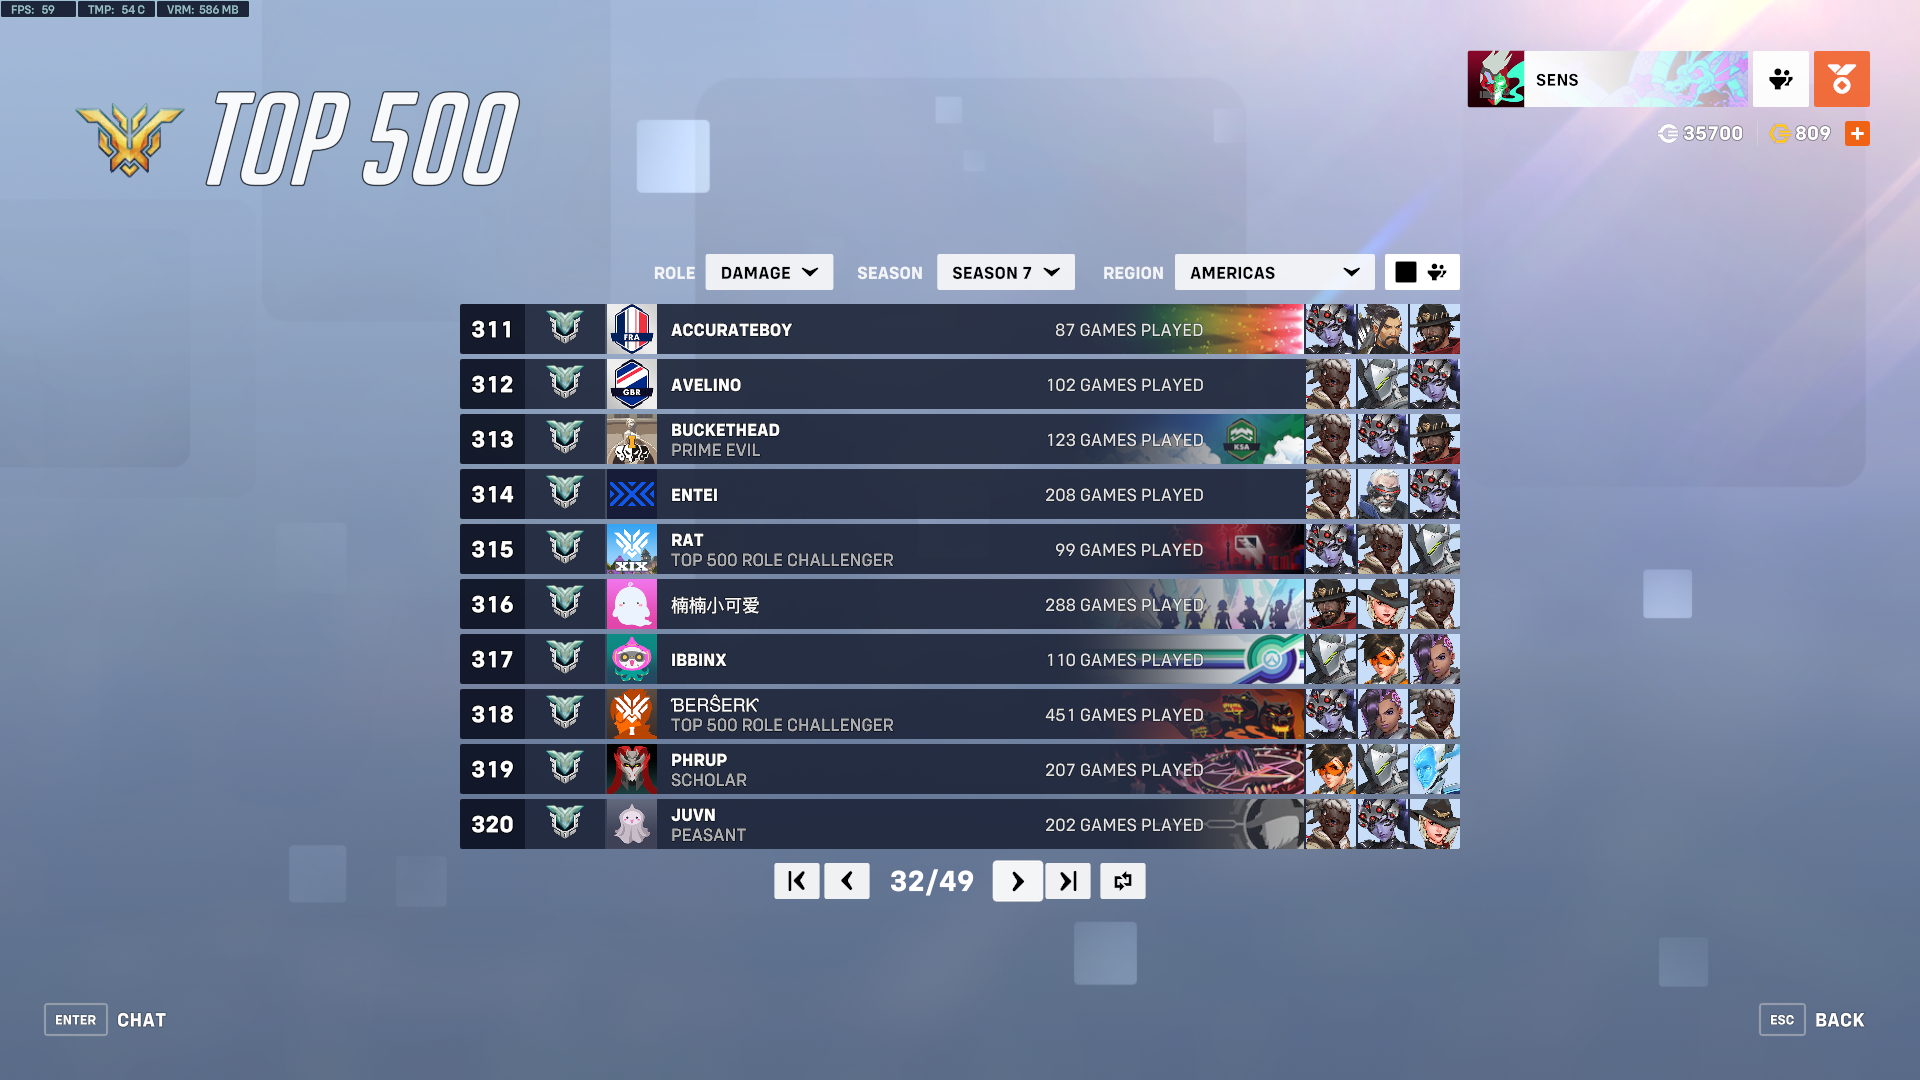 FPS: 59 TMP: 54 C VRM: 586 MB
TOP 500
SENS
35700 809
ROLE DAMAGE SEASON SEASON 7 REGION AMERICAS
311 FRA ACCURATEBOY 87 GAMES PLAYED
312 GBR AVELINO 102 GAMES PLAYED
313 BUCKETHEAD 123 GAMES PLAYED KSA
PRIME EVIL
314 ENTEI 208 GAMES PLAYED
315 XIX RAT 99 GAMES PLAYED
TOP 500 ROLE CHALLENGER
316 楠楠小可爱 288 GAMES PLAYED
317 IBBINX 110 GAMES PLAYED
318 I ƁERŜERƘ 451 GAMES PLAYED
TOP 500 ROLE CHALLENGER
319 PHRUP 207 GAMES PLAYED
SCHOLAR
320 JUVN 202 GAMES PLAYED
PEASANT
32/49
ENTER CHAT
ESC BACK